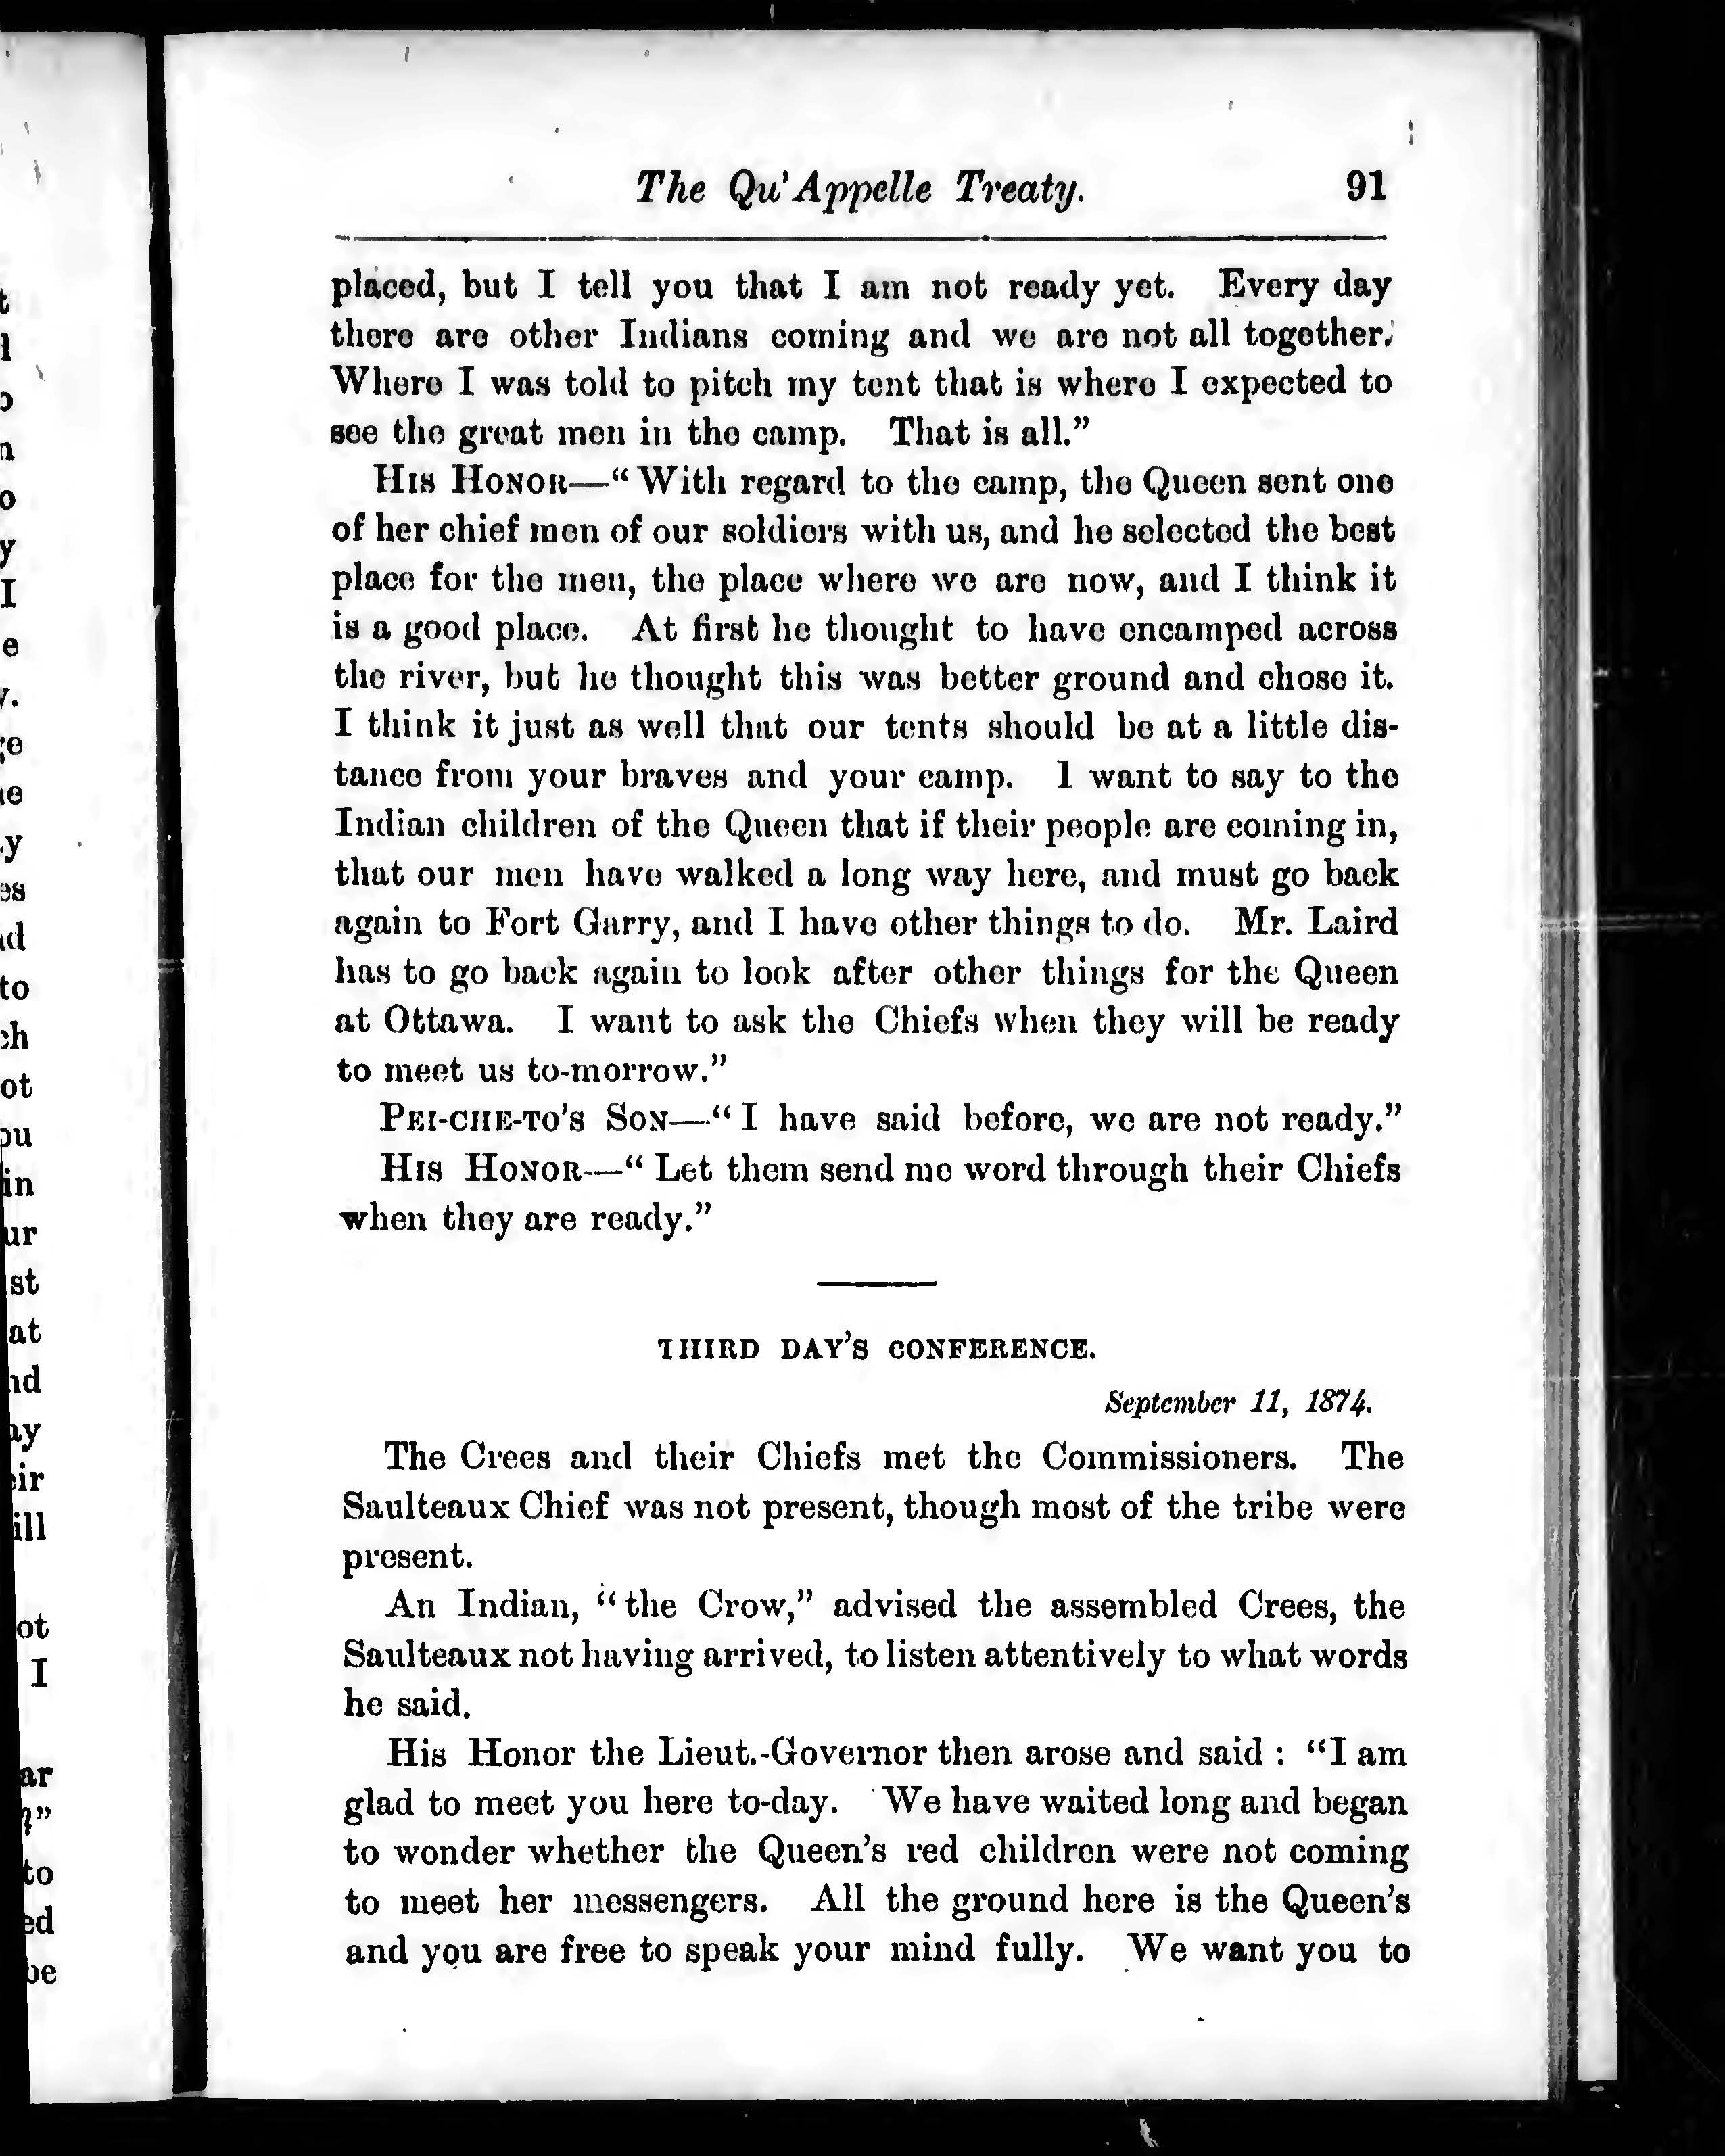 The Qu'Appelle Treaty. 91
placed, but I tell you that I am not ready yet. Every day
there are other Indians coming and we are not all together.
Where I was told to pitch my tent that is where I expected to
see the great men in the camp. That is all.”
His Honor—“With regard to the camp, the Queen sent one
of her chief men of our soldiers with us, and he selected the best
place for the men, the place where we are now, and I think it
is a good place. At first he thought to have encamped across
the river, but he thought this was better ground and chose it.
I think it just as well that our tents should be at a little dis-
tance from your braves and your camp. I want to say to the
Indian children of the Queen that if their people are coming in,
that our men have walked a long way here, and must go back
again to Fort Garry, and I have other things to do. Mr. Laird
has to go back again to look after other things for the Queen
at Ottawa. I want to ask the Chiefs when they will be ready
to meet us to-morrow.”
Pei-che-to's Son—“I have said before, we are not ready.”
His Honor—“Let them send me word through their Chiefs
when they are ready.”
THIRD DAY'S CONFERENCE.
September 11, 1874.
The Crees and their Chiefs met the Commissioners. The
Saulteaux Chief was not present, though most of the tribe were
present.
An Indian, “the Crow,” advised the assembled Crees, the
Saulteaux not having arrived, to listen attentively to what words
he said.
His Honor the Lieut.-Governor then arose and said : “I am
glad to meet you here to-day. We have waited long and began
to wonder whether the Queen's red children were not coming
to meet her messengers. All the ground here is the Queen's
and you are free to speak your mind fully. We want you to